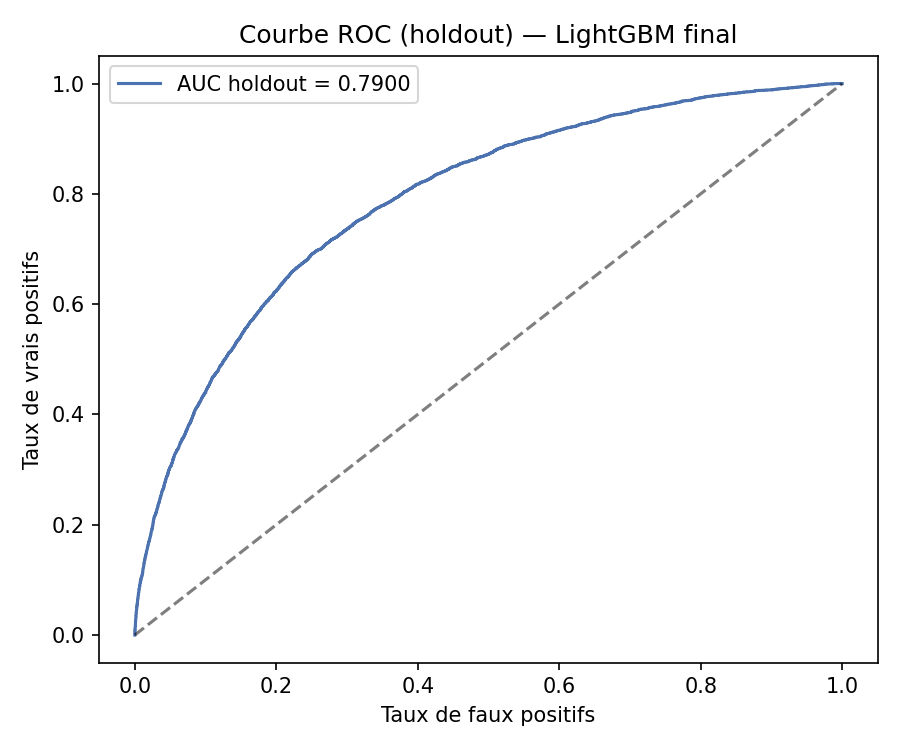 Courbe ROC (holdout) — LightGBM final
AUC holdout = 0.7900
Taux de vrais positifs
1.0
0.8
0.6
0.4
0.2
0.0
0.0 0.2 0.4 0.6 0.8 1.0
Taux de faux positifs